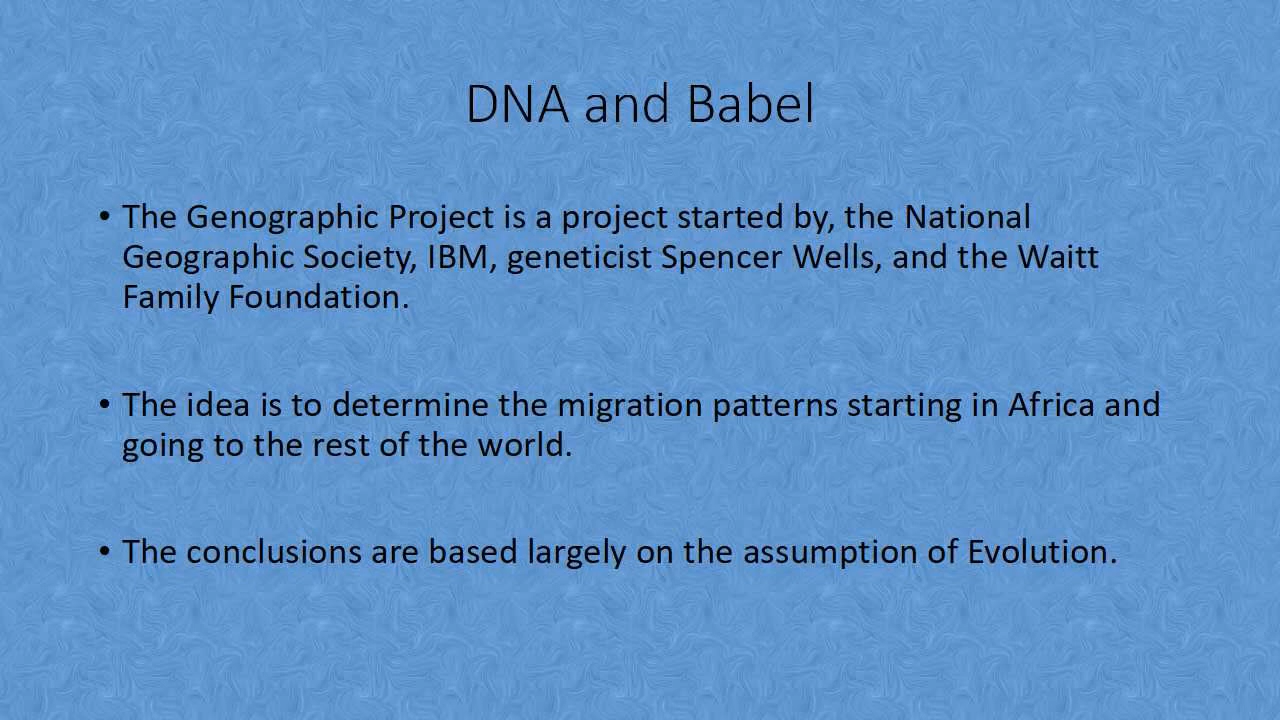 DNA and Babel
• The Genographic Project is a project started by, the National
Geographic Society, IBM, geneticist Spencer Wells, and the Waitt
Family Foundation.
• The idea is to determine the migration patterns starting in Africa and
going to the rest of the world.
• The conclusions are based largely on the assumption of Evolution.